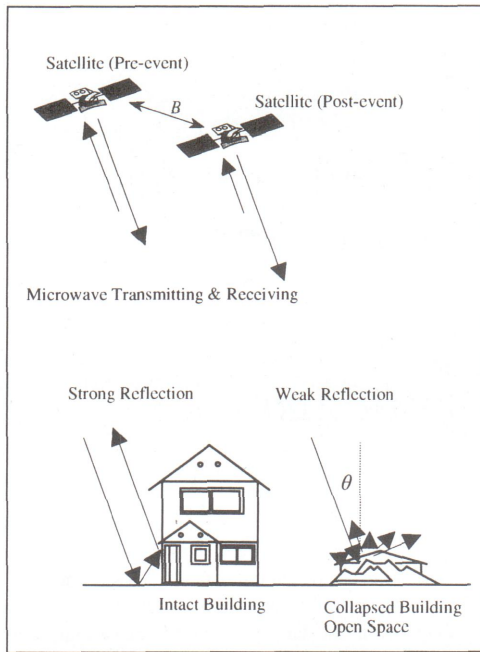 Satellite (Pre-event)
B
Satellite (Post-event)
Microwave Transmitting & Receiving
Strong Reflection
Weak Reflection
θ
Intact Building
Collapsed Building
Open Space